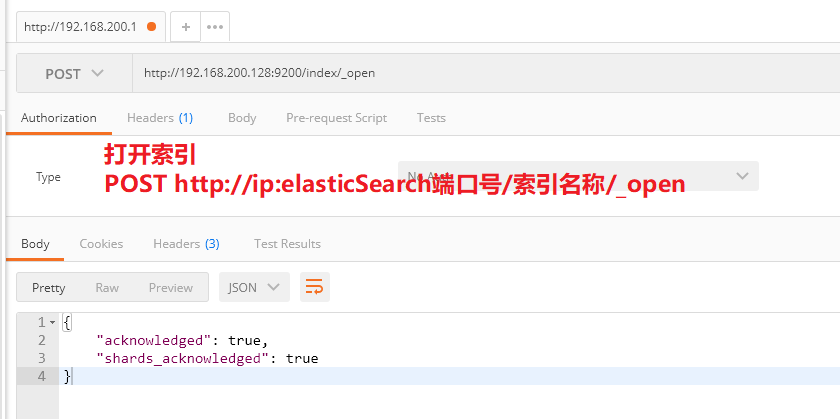 http://192.168.200.1
POST http://192.168.200.128:9200/index/_open
Authorization Headers (1) Body Pre-request Script Tests
打开索引
Type
POST http://ip:elasticSearch端口号/索引名称/_open
Body Cookies Headers (3) Test Results
Pretty Raw Preview JSON
1 {
2 "acknowledged": true,
3 "shards_acknowledged": true
4 }